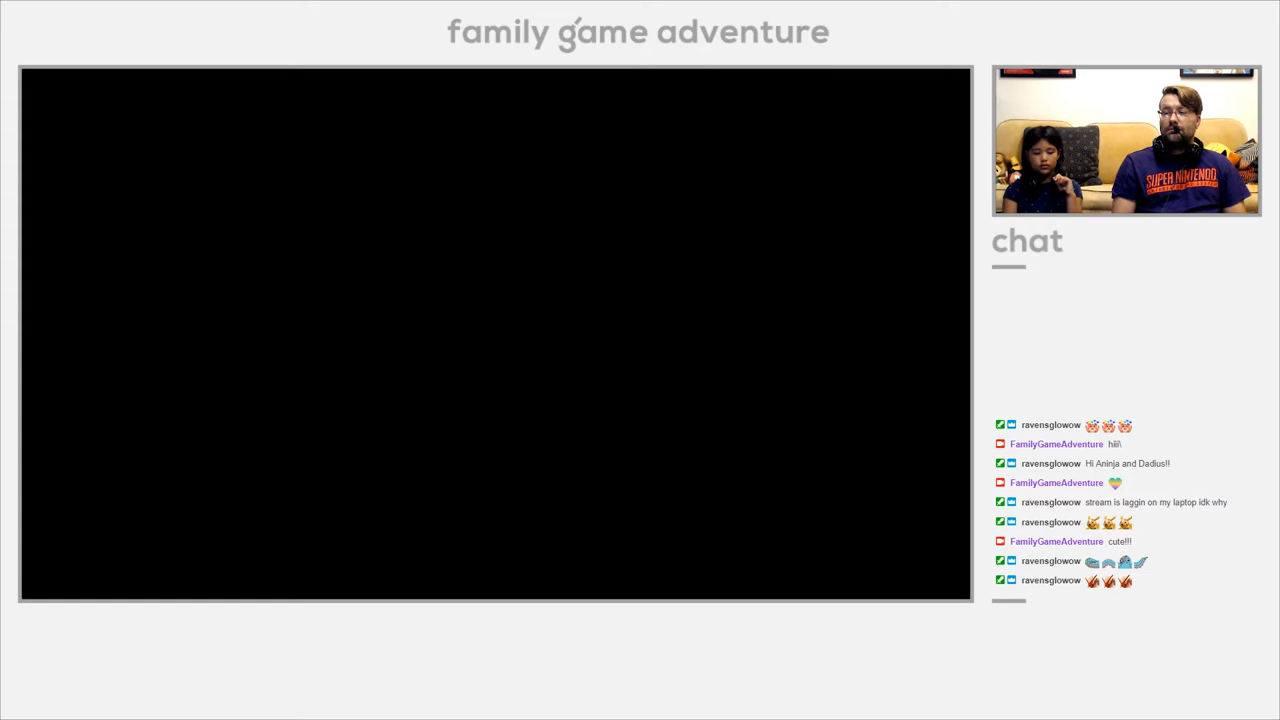 family game adventure
SUPER NINTENDO
chat
ravensglowow
FamilyGameAdventure hiii\
ravensglowow Hi Aninja and Dadius!!
FamilyGameAdventure
ravensglowow stream is laggin on my laptop idk why
ravensglowow
FamilyGameAdventure cute!!!
ravensglowow
ravensglowow